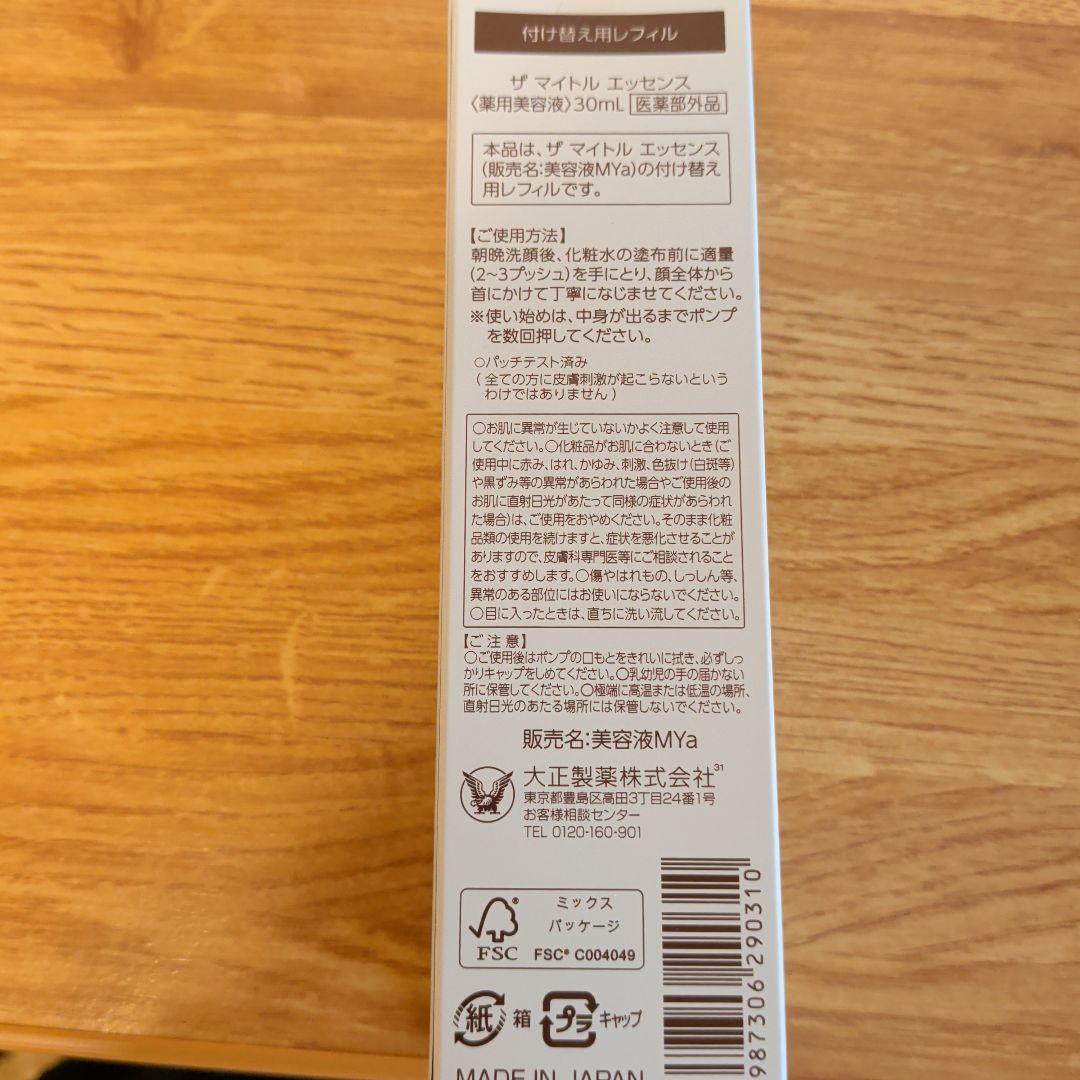 付け替え用レフィル
ザ マイトル エッセンス
〈薬用美容液〉30mL 医薬部外品
本品は、ザ マイトル エッセンス
(販売名:美容液MYa)の付け替え
用レフィルです。
【ご使用方法】
朝晩洗顔後、化粧水の塗布前に適量
(2~3プッシュ)を手にとり、顔全体から
首にかけて丁寧になじませてください。
※使い始めは、中身が出るまでポンプ
を数回押してください。
○パッチテスト済み
(全ての方に皮膚刺激が起こらないという
わけではありません)
○お肌に異常が生じていないかよく注意して使用
してください。○化粧品がお肌に合わないとき(ご
使用中に赤み、はれ、かゆみ、刺激、色抜け(白斑等)
や黒ずみ等の異常があらわれた場合やご使用後の
お肌に直射日光があたって同様の症状があらわれ
た場合)は、ご使用をおやめください。そのまま化粧
品類の使用を続けますと、症状を悪化させることが
ありますので、皮膚科専門医等にご相談されること
をおすすめします。○傷やはれもの、しっしん等、
異常のある部位にはお使いにならないでください。
○目に入ったときは、直ちに洗い流してください。
【ご注意】
○ご使用後はポンプの口もとをきれいに拭き、必ずしっ
かりキャップをしめてください。○乳幼児の手の届かない
所に保管してください。○極端に高温または低温の場所、
直射日光のあたる場所には保管しないでください。
販売名:美容液MYa
大正製薬株式会社31
東京都豊島区高田3丁目24番1号
お客様相談センター
TEL 0120-160-901
FSC®
ミックス
パッケージ
FSC® C004049
紙 箱 プラ キャップ
MADE IN JAPAN
987306 290310